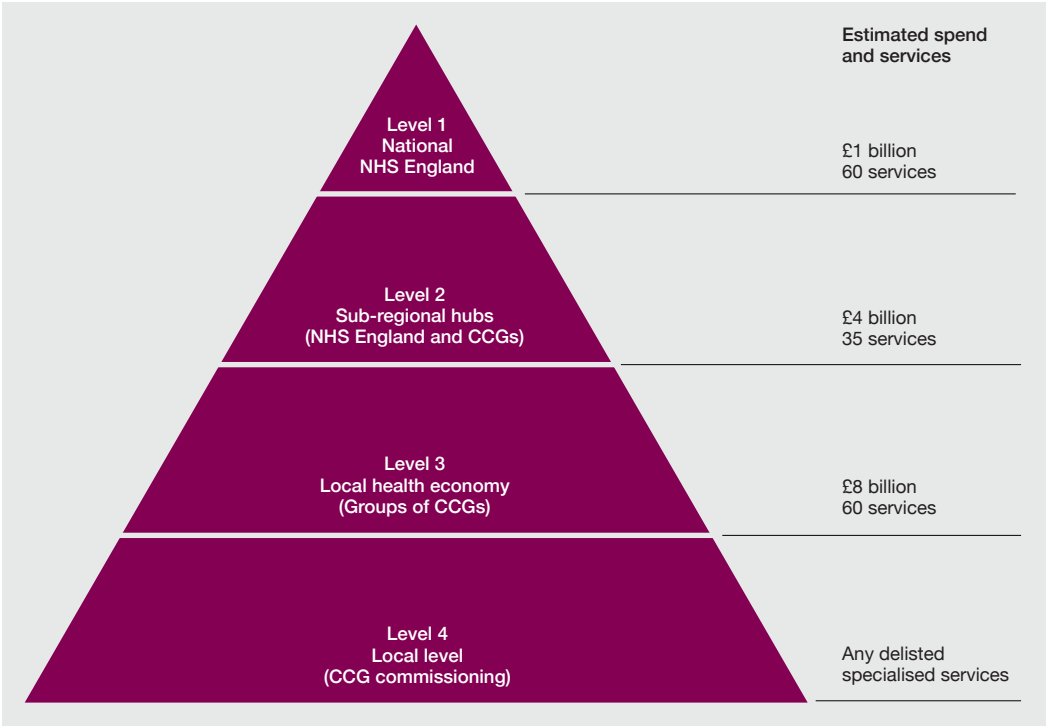 Estimated spend
and services
Level 1
National
NHS England
£1 billion
60 services
Level 2
Sub-regional hubs
(NHS England and CCGs)
£4 billion
35 services
Level 3
Local health economy
(Groups of CCGs)
£8 billion
60 services
Level 4
Local level
(CCG commissioning)
Any delisted
specialised services